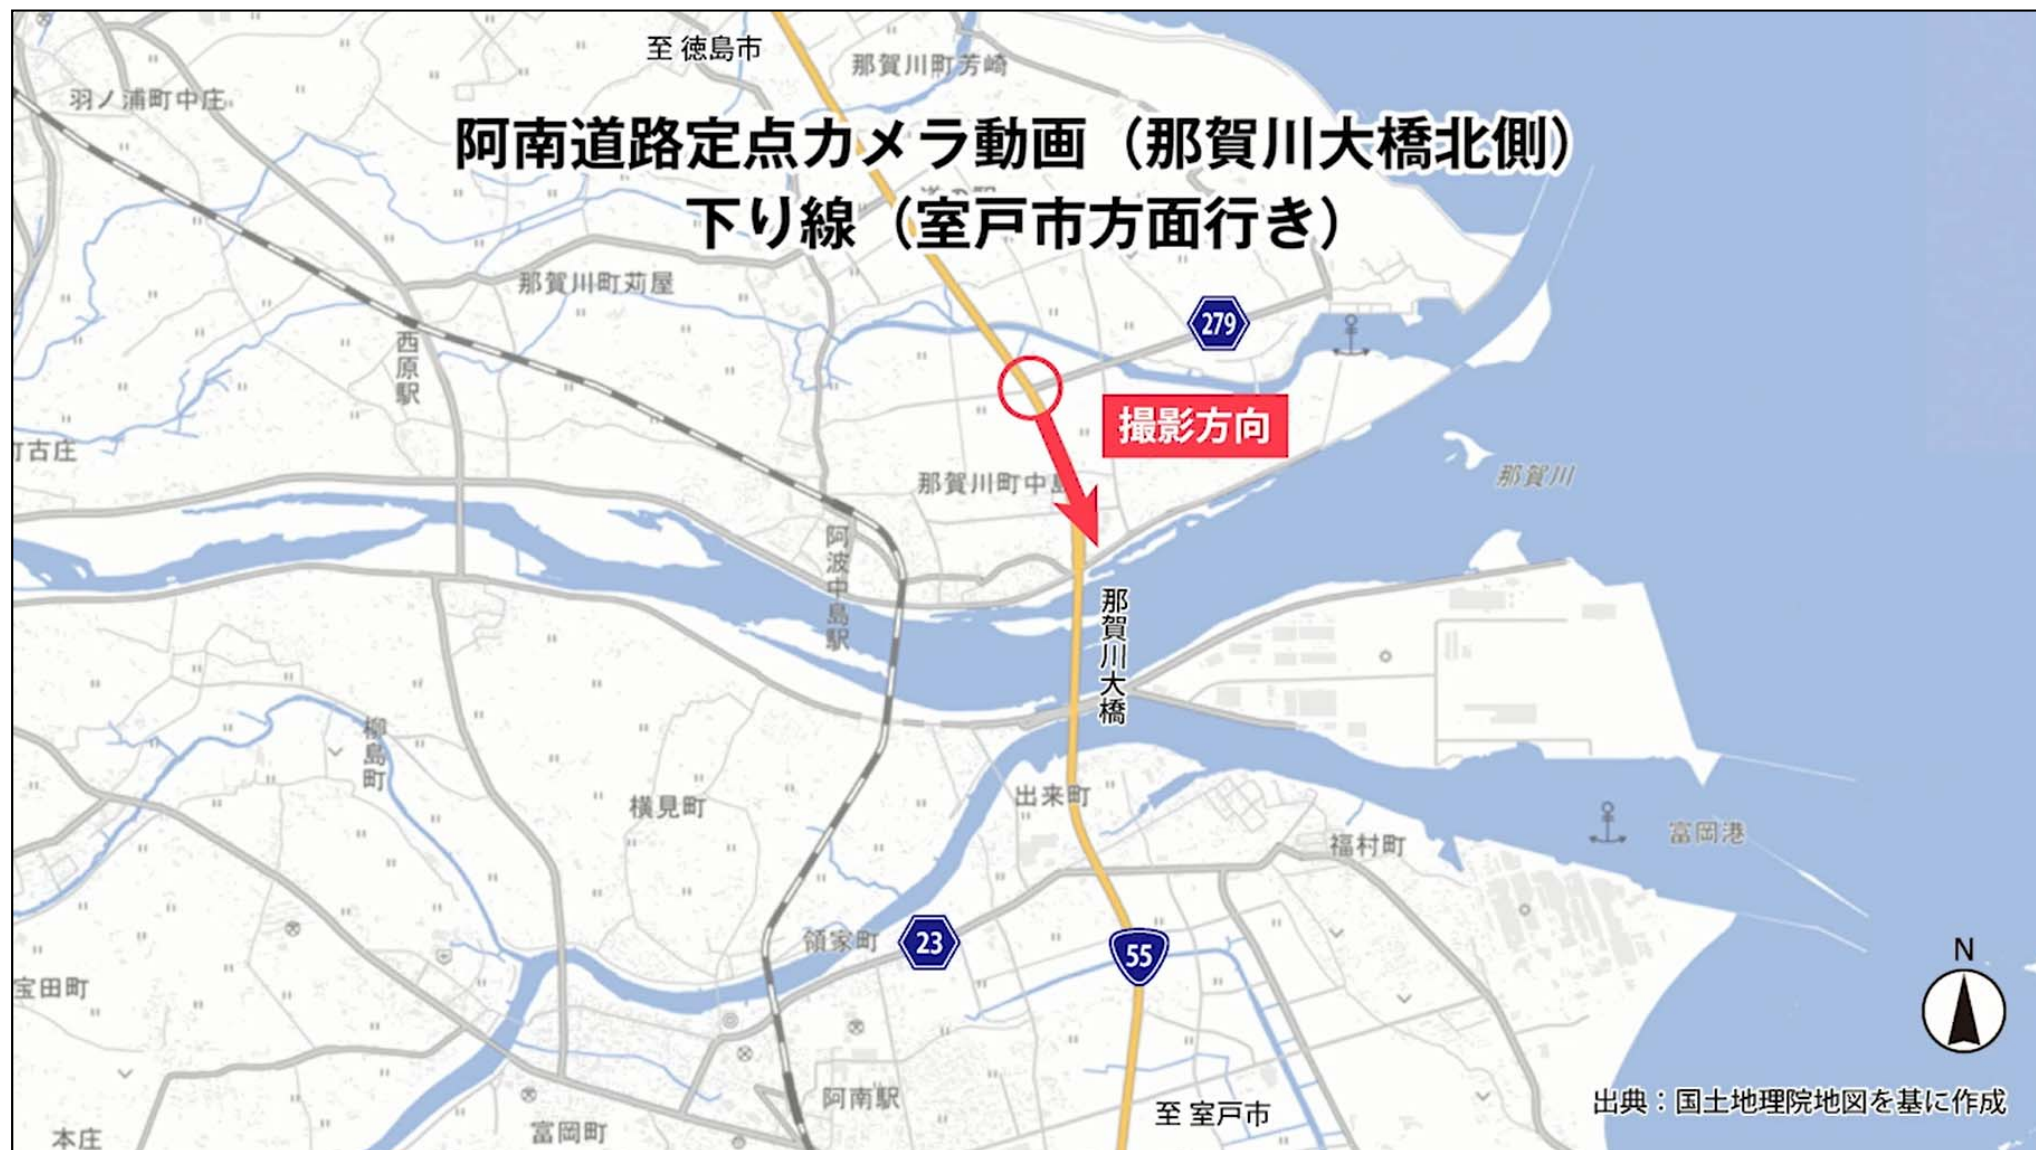 至 徳島市
那賀川町芳崎
羽ノ浦町中庄
阿南道路定点カメラ動画（那賀川大橋北側）
道の駅
下り線（室戸市方面行き）
那賀川町苅屋
279
西原駅
撮影方向
町古庄
那賀川町中島
那賀川
阿波中島駅
那賀川大橋
柳島町
横見町
出来町
福村町
富岡港
領家町
23
55
N
宝田町
阿南駅
至 室戸市
出典：国土地理院地図を基に作成
富岡町
本庄